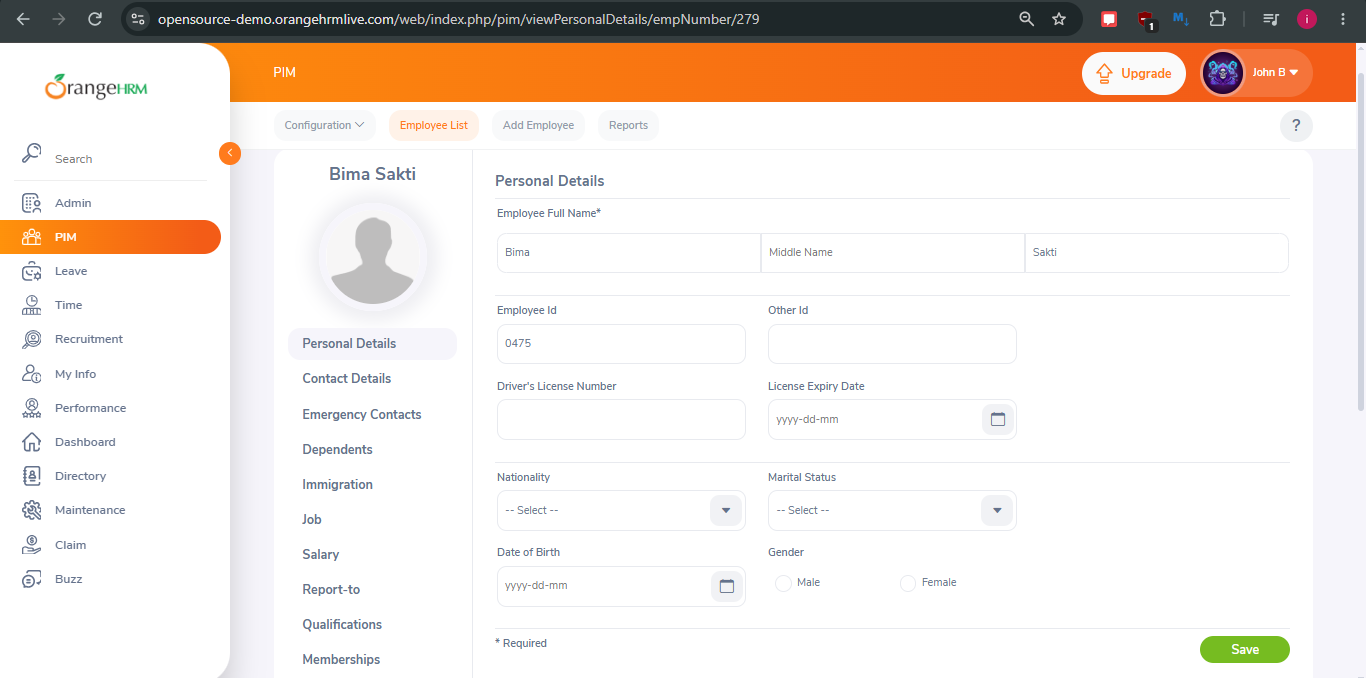 opensource-demo.orangehrmlive.com/web/index.php/pim/viewPersonalDetails/empNumber/279
1
M↓
i
OrangeHRM
Search
Admin
PIM
Leave
Time
Recruitment
My Info
Performance
Dashboard
Directory
Maintenance
Claim
Buzz
PIM
Upgrade
John B
Configuration
Employee List
Add Employee
Reports
?
Bima Sakti
Personal Details
Contact Details
Emergency Contacts
Dependents
Immigration
Job
Salary
Report-to
Qualifications
Memberships
Personal Details
Employee Full Name*
Bima
Middle Name
Sakti
Employee Id
Other Id
0475
Driver's License Number
License Expiry Date
yyyy-dd-mm
Nationality
Marital Status
-- Select --
-- Select --
Date of Birth
Gender
yyyy-dd-mm
Male
Female
* Required
Save